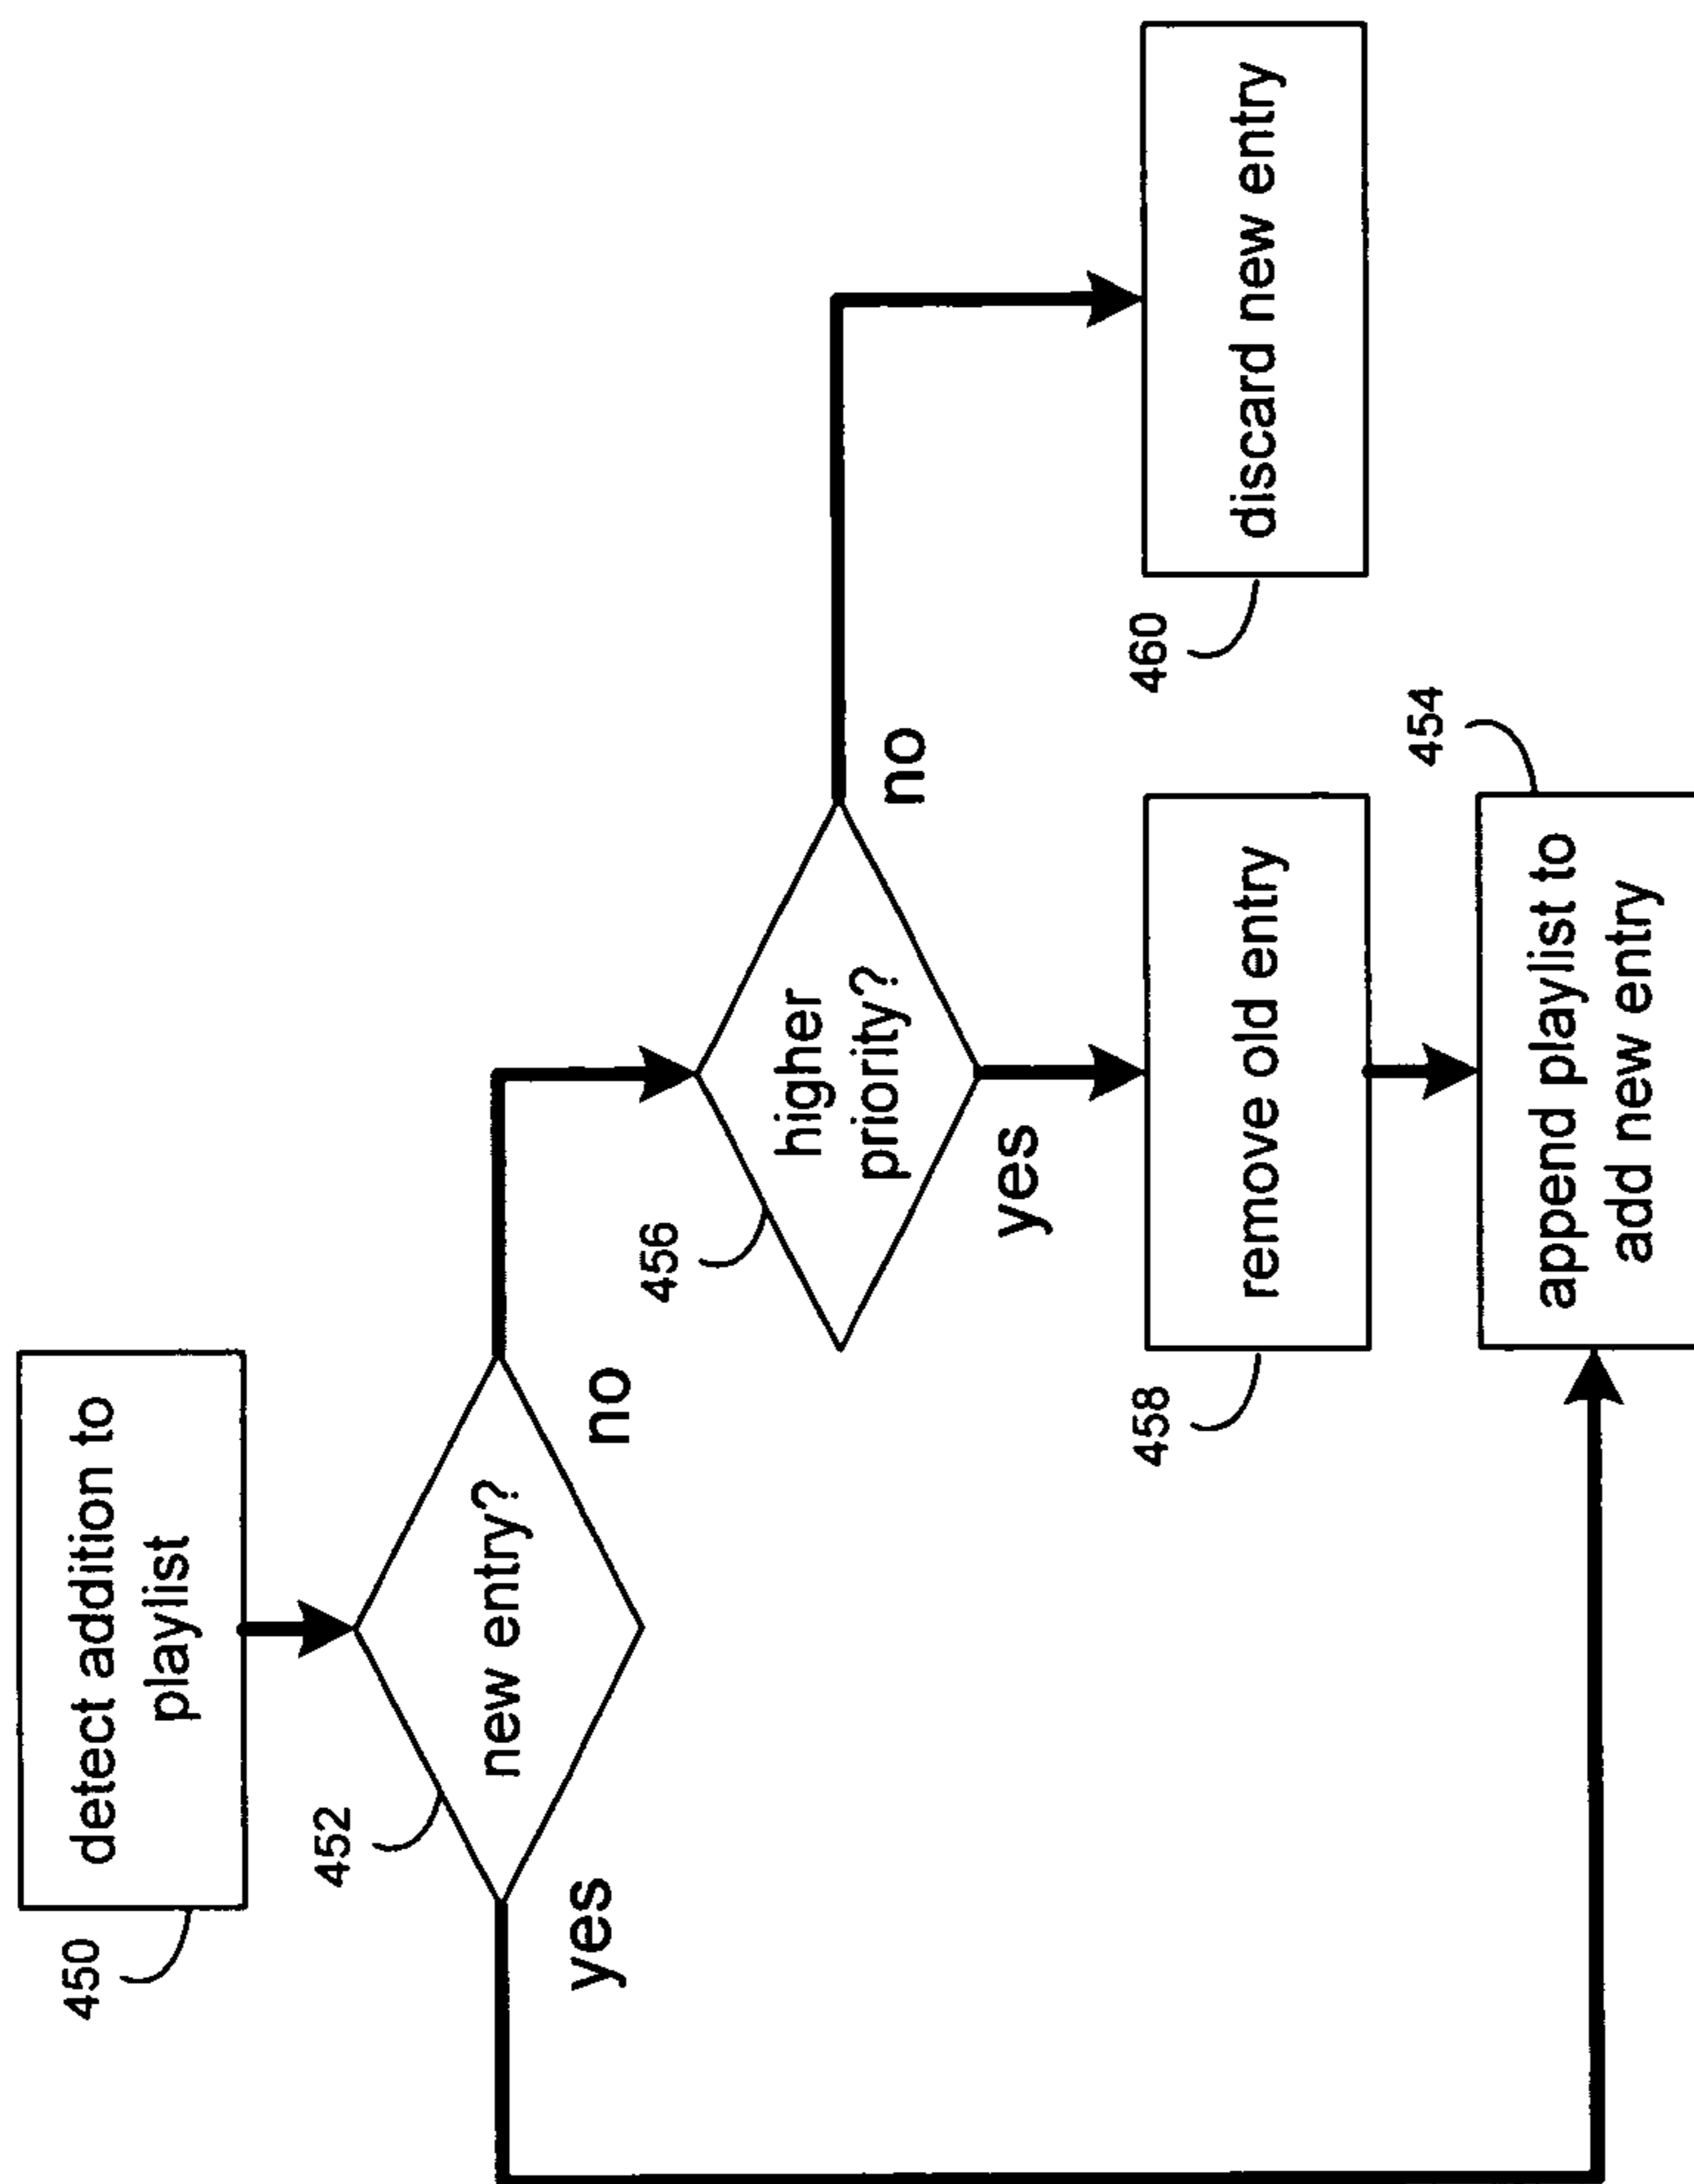 450
detect addition to
playlist
452
new entry?
yes
no
456
higher
priority?
yes
no
458
remove old entry
460
discard new entry
454
append playlist to
add new entry